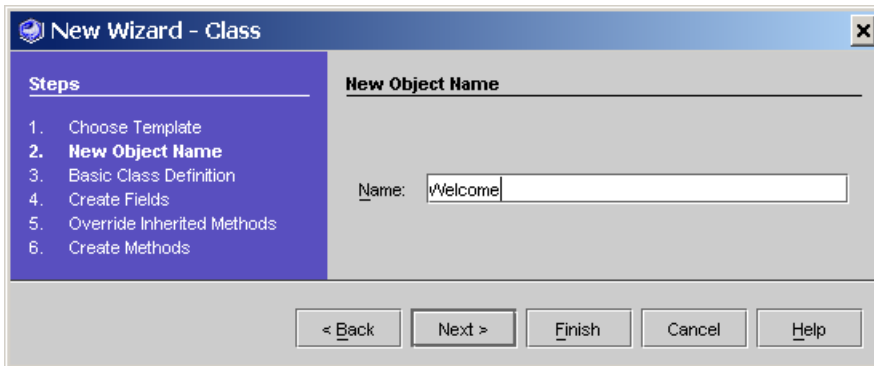 New Wizard - Class
Steps
1. Choose Template
2. New Object Name
3. Basic Class Definition
4. Create Fields
5. Override Inherited Methods
6. Create Methods
New Object Name
Name: Welcome
< Back Next > Finish Cancel Help